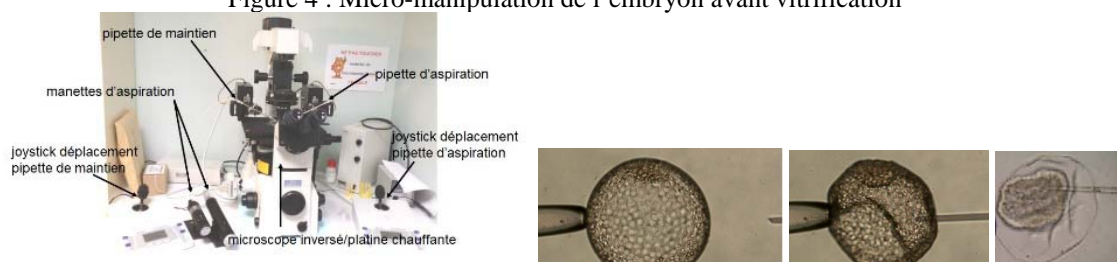 Figure 4 : Micro-manipulation de l'embryon avant vitrification
pipette de maintien
pipette d'aspiration
manettes d'aspiration
joystick déplacement
pipette de maintien
joystick déplacement
pipette d'aspiration
microscope inversé/platine chauffante